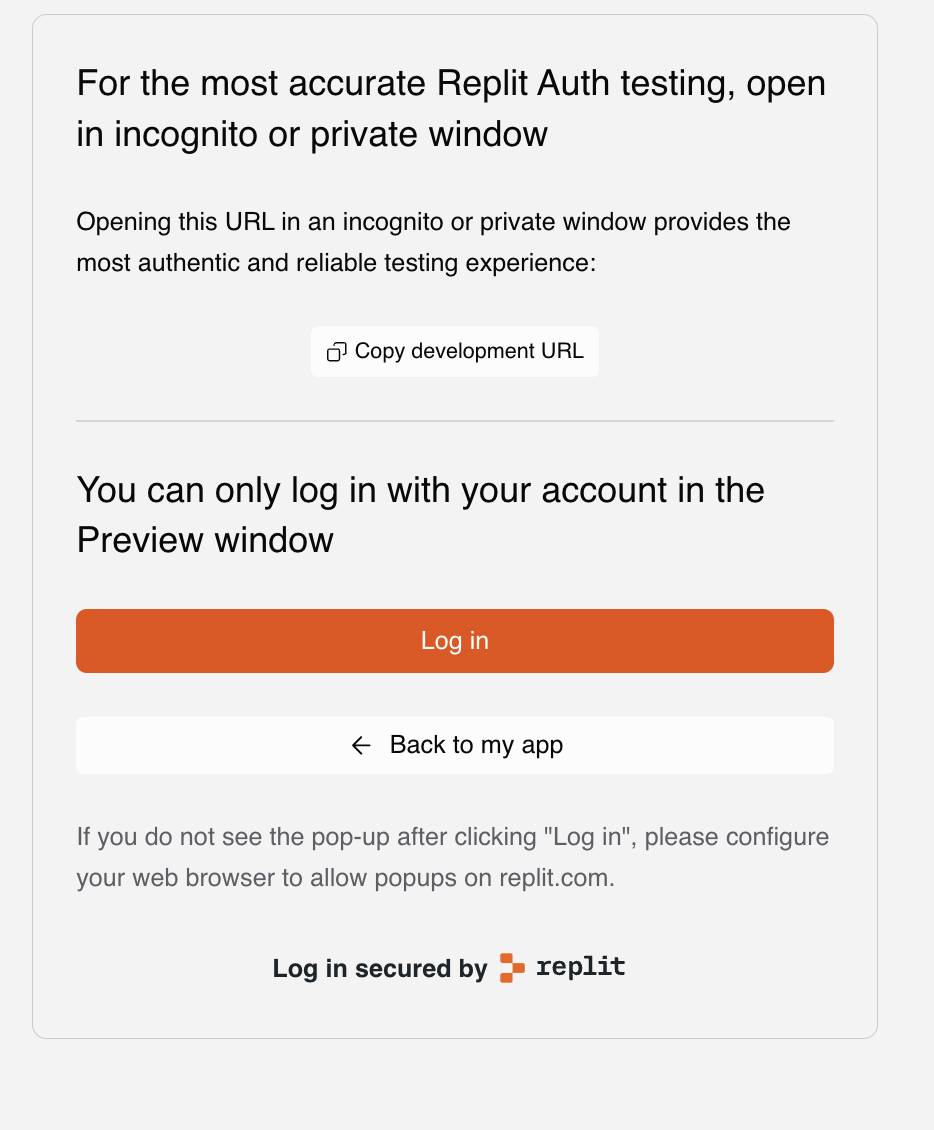 For the most accurate Replit Auth testing, open
in incognito or private window
Opening this URL in an incognito or private window provides the
most authentic and reliable testing experience:
Copy development URL
You can only log in with your account in the
Preview window
Log in
← Back to my app
If you do not see the pop-up after clicking "Log in", please configure
your web browser to allow popups on replit.com.
Log in secured by replit